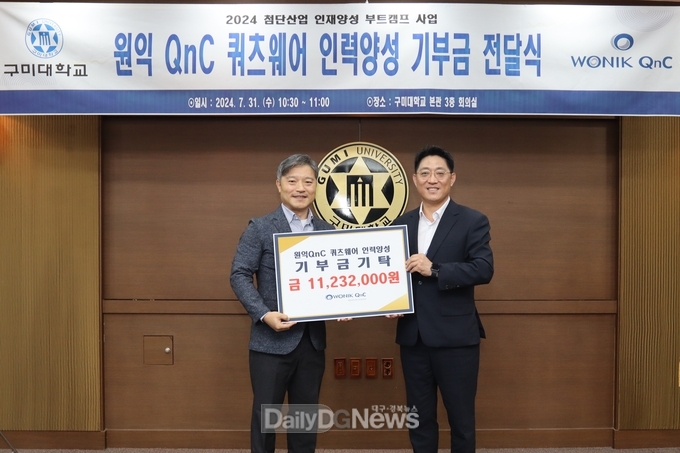 2024 첨단산업 인재양성 부트캠프 사업
구미대학교
원익 QnC 쿼츠웨어 인력양성 기부금 전달식
WONIK QnC
일시: 2024. 7. 31. (수) 10:30 ~ 11:00
장소: 구미대학교 본관 3층 회의실
GUMI UNIVERSITY
구미대학교
원익QnC 쿼츠웨어 인력양성
기부금기탁
금 11,232,000원
WONIK QnC
대구·경북뉴스
DailyDGNews